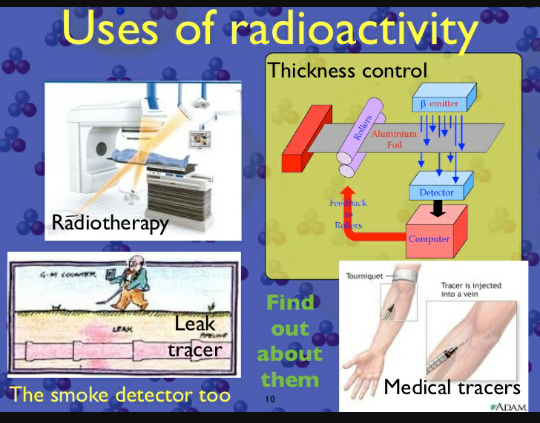 Uses of radioactivity
Thickness control
β emitter
Rollers
Aluminium
Foil
Detector
Feedback
to
Rollers
Computer
Radiotherapy
G-M COUNTER
LEAK
PIPELINE
Leak
tracer
The smoke detector too
Find
out
about
them
10
Tourniquet
Tracer is injected
into a vein
Medical tracers
ADAM.